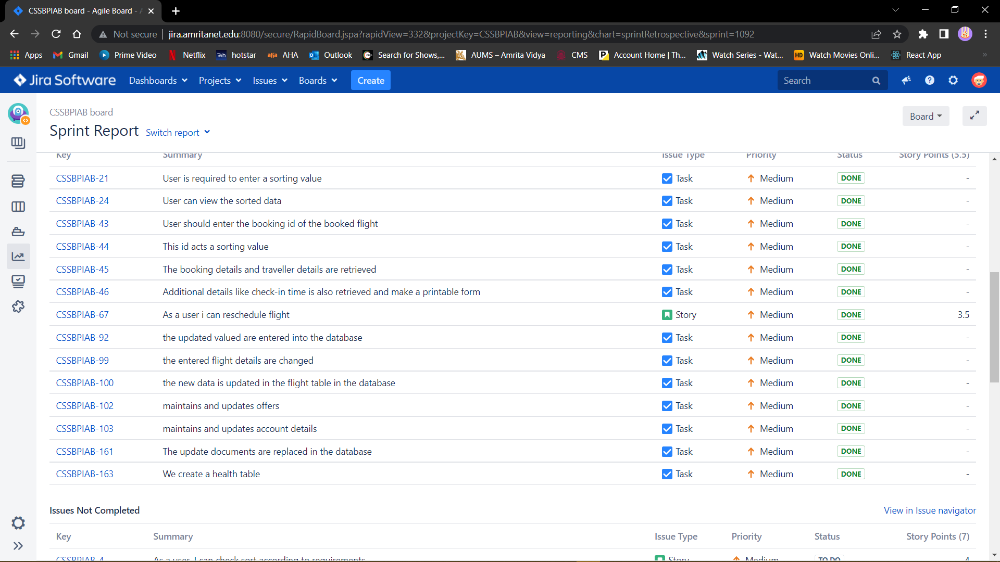 CSSBPIAB board - Agile Board -
Not secure | jira.amritanet.edu:8080/secure/RapidBoard.jspa?rapidView=332&projectKey=CSSBPIAB&view=reporting&chart=sprintRetrospective&sprint=1092
Apps Gmail Prime Video Netflix hotstar AHA Outlook Search for Shows,... AUMS – Amrita Vidya CMS Account Home | Th... Watch Series - Wat... HD Watch Movies Onli... React App
Jira Software Dashboards Projects Issues Boards Create Search
CSSBPIAB board
Board
Sprint Report Switch report
Key Summary Issue Type Priority Status Story Points (3.5)
CSSBPIAB-21 User is required to enter a sorting value Task Medium DONE -
CSSBPIAB-24 User can view the sorted data Task Medium DONE -
CSSBPIAB-43 User should enter the booking id of the booked flight Task Medium DONE -
CSSBPIAB-44 This id acts a sorting value Task Medium DONE -
CSSBPIAB-45 The booking details and traveller details are retrieved Task Medium DONE -
CSSBPIAB-46 Additional details like check-in time is also retrieved and make a printable form Task Medium DONE -
CSSBPIAB-67 As a user i can reschedule flight Story Medium DONE 3.5
CSSBPIAB-92 the updated valued are entered into the database Task Medium DONE -
CSSBPIAB-99 the entered flight details are changed Task Medium DONE -
CSSBPIAB-100 the new data is updated in the flight table in the database Task Medium DONE -
CSSBPIAB-102 maintains and updates offers Task Medium DONE -
CSSBPIAB-103 maintains and updates account details Task Medium DONE -
CSSBPIAB-161 The update documents are replaced in the database Task Medium DONE -
CSSBPIAB-163 We create a health table Task Medium DONE -
Issues Not Completed View in Issue navigator
Key Summary Issue Type Priority Status Story Points (7)
CSSBPIAB-4 As a user, I can check sort according to requirements Story Medium TO DO 4